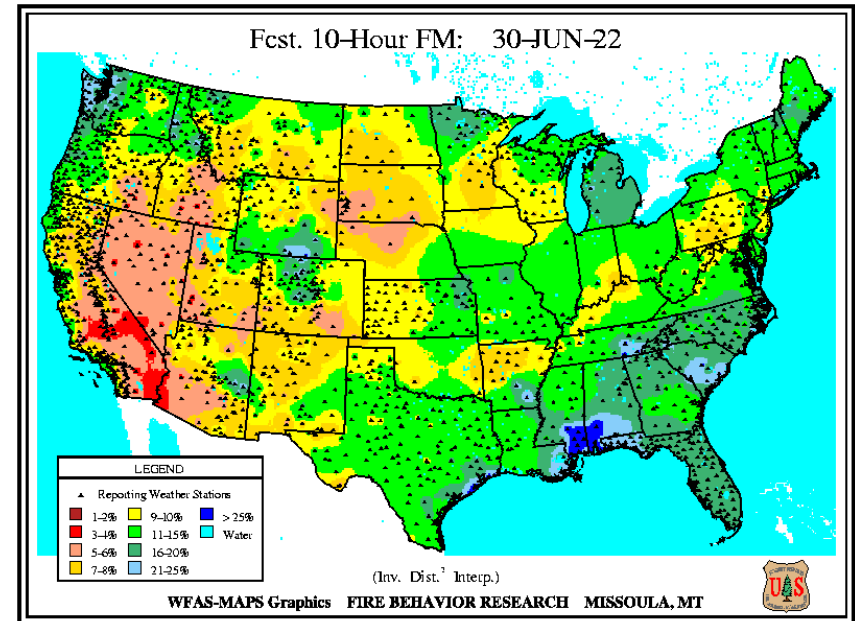 Fcst. 10-Hour FM: 30-JUN-22
LEGEND
Reporting Weather Stations
1-2% 9-10% > 25%
3-4% 11-15% Water
5-6% 16-20%
7-8% 21-25%
(Inv. Dist.² Interp.)
WFAS-MAPS Graphics FIRE BEHAVIOR RESEARCH MISSOULA, MT
U S